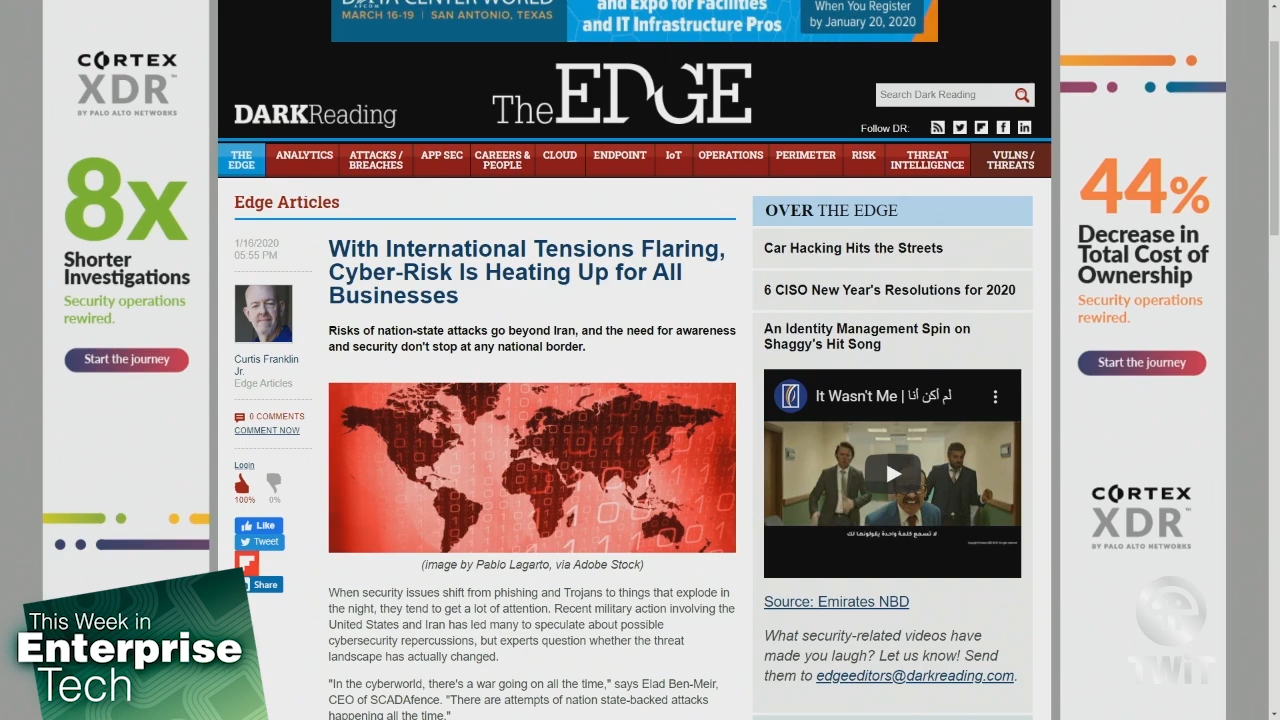 DATA CENTER WORLD
AFCOM
MARCH 16-19 | SAN ANTONIO, TEXAS
and Expo for Facilities
and IT Infrastructure Pros
When You Register
by January 20, 2020
CORTEX
XDR™
BY PALO ALTO NETWORKS
8x
Shorter
Investigations
Security operations
rewired.
Start the journey
DARKReading
The EDGE
Search Dark Reading
Follow DR:
THE EDGE
ANALYTICS
ATTACKS / BREACHES
APP SEC
CAREERS & PEOPLE
CLOUD
ENDPOINT
IoT
OPERATIONS
PERIMETER
RISK
THREAT INTELLIGENCE
VULNS / THREATS
Edge Articles
1/16/2020
05:55 PM
Curtis Franklin
Jr.
Edge Articles
0 COMMENTS
COMMENT NOW
Login
100%
0%
Like
Tweet
Share
With International Tensions Flaring,
Cyber-Risk Is Heating Up for All
Businesses
Risks of nation-state attacks go beyond Iran, and the need for awareness
and security don't stop at any national border.
(image by Pablo Lagarto, via Adobe Stock)
When security issues shift from phishing and Trojans to things that explode in
the night, they tend to get a lot of attention. Recent military action involving the
United States and Iran has led many to speculate about possible
cybersecurity repercussions, but experts question whether the threat
landscape has actually changed.
"In the cyberworld, there's a war going on all the time," says Elad Ben-Meir,
CEO of SCADAfence. "There are attempts of nation state-backed attacks
happening all the time."
OVER THE EDGE
Car Hacking Hits the Streets
6 CISO New Year's Resolutions for 2020
An Identity Management Spin on
Shaggy's Hit Song
It Wasn't Me | لم أكن أنا
لا تسمع كلمة واحدة يقولونها لك
Source: Emirates NBD
What security-related videos have
made you laugh? Let us know! Send
them to edgeeditors@darkreading.com.
44%
Decrease in
Total Cost of
Ownership
Security operations
rewired.
Start the journey
CORTEX
XDR™
BY PALO ALTO NETWORKS
This Week in
Enterprise
Tech
TWiT